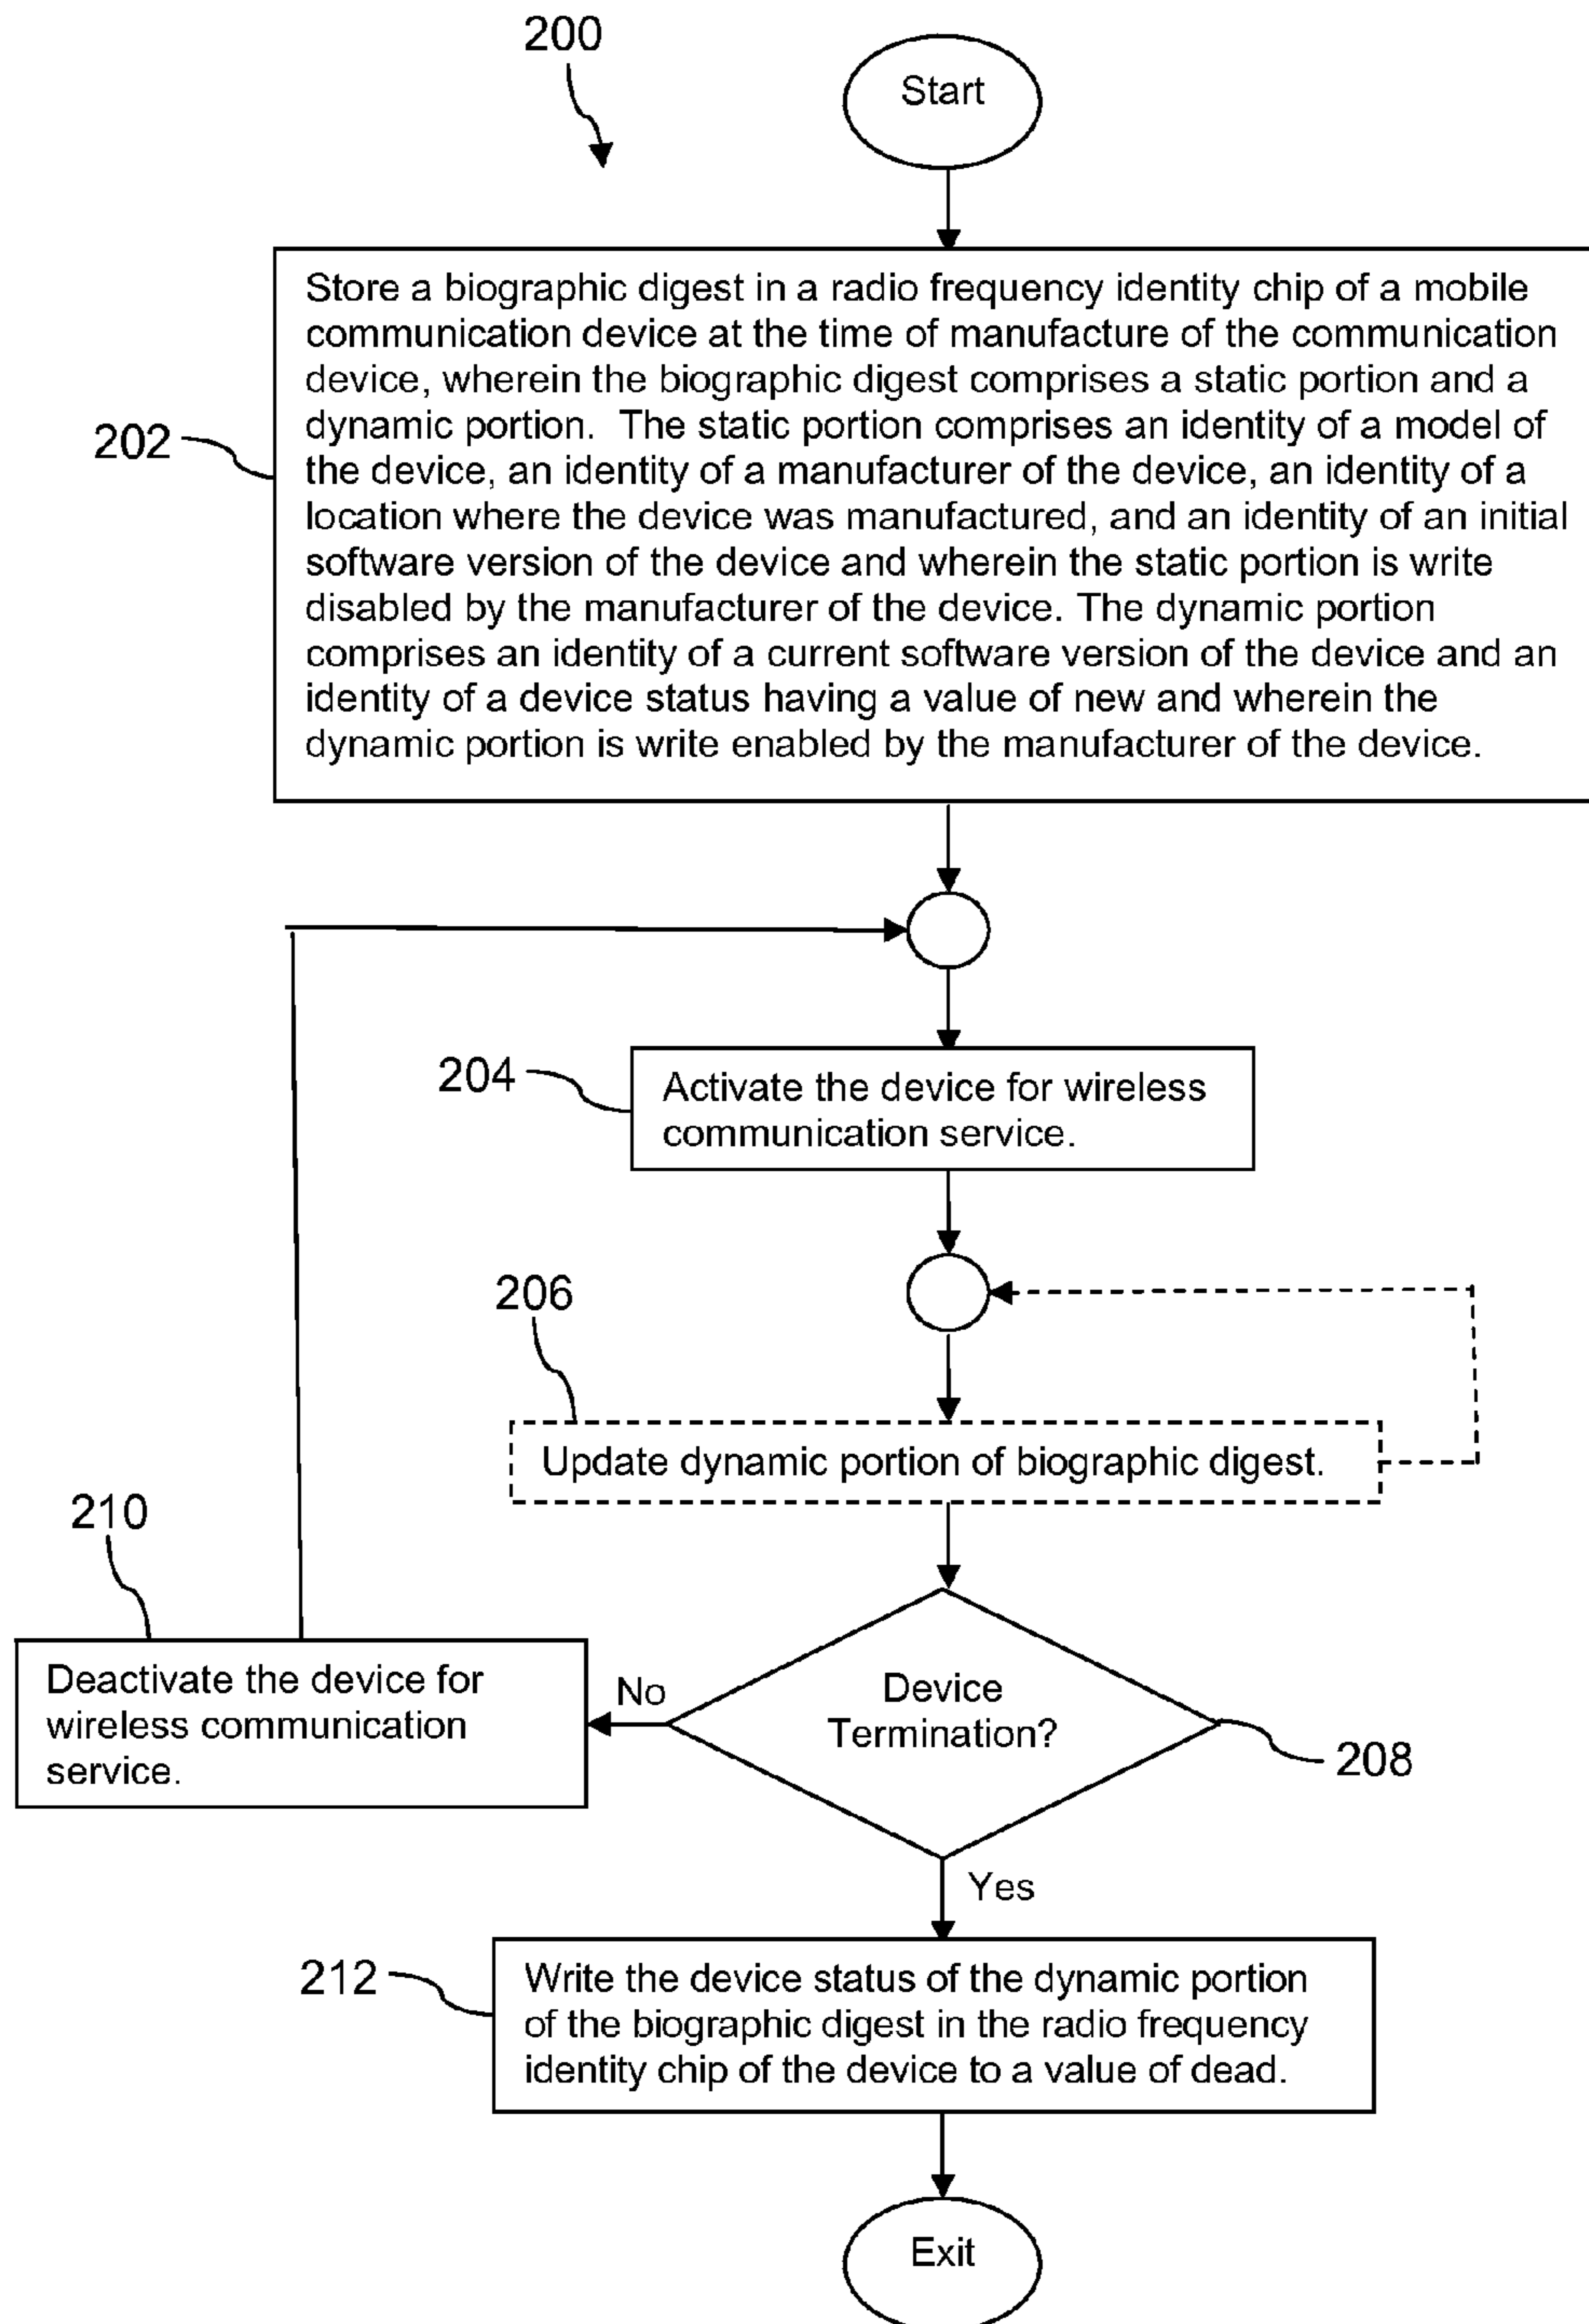 200
Start
202
Store a biographic digest in a radio frequency identity chip of a mobile
communication device at the time of manufacture of the communication
device, wherein the biographic digest comprises a static portion and a
dynamic portion.  The static portion comprises an identity of a model of
the device, an identity of a manufacturer of the device, an identity of a
location where the device was manufactured, and an identity of an initial
software version of the device and wherein the static portion is write
disabled by the manufacturer of the device. The dynamic portion
comprises an identity of a current software version of the device and an
identity of a device status having a value of new and wherein the
dynamic portion is write enabled by the manufacturer of the device.
204
Activate the device for wireless
communication service.
206
Update dynamic portion of biographic digest.
210
Deactivate the device for
wireless communication
service.
No
Device
Termination?
208
Yes
212
Write the device status of the dynamic portion
of the biographic digest in the radio frequency
identity chip of the device to a value of dead.
Exit